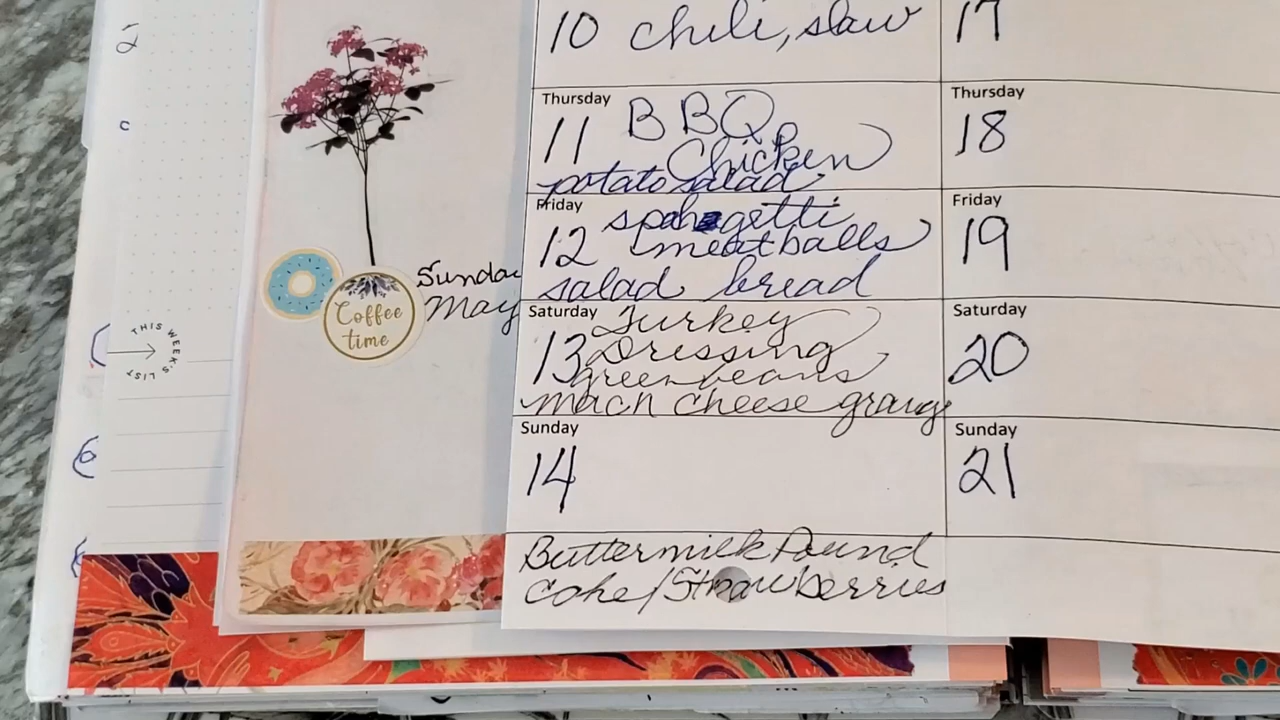 10 chili, slaw
17
Thursday
11 BBQ
Chicken
potato salad
Thursday
18
Friday
12 spahgetti
meatballs
salad bread
Friday
19
Saturday
13 Turkey
Dressing
green beans
mac n cheese gravy
Saturday
20
Sunday
14
Sunday
21
Buttermilk Pound
Cake/Strawberries
Sunday
May
Coffee
time
THIS WEEK'S LIST